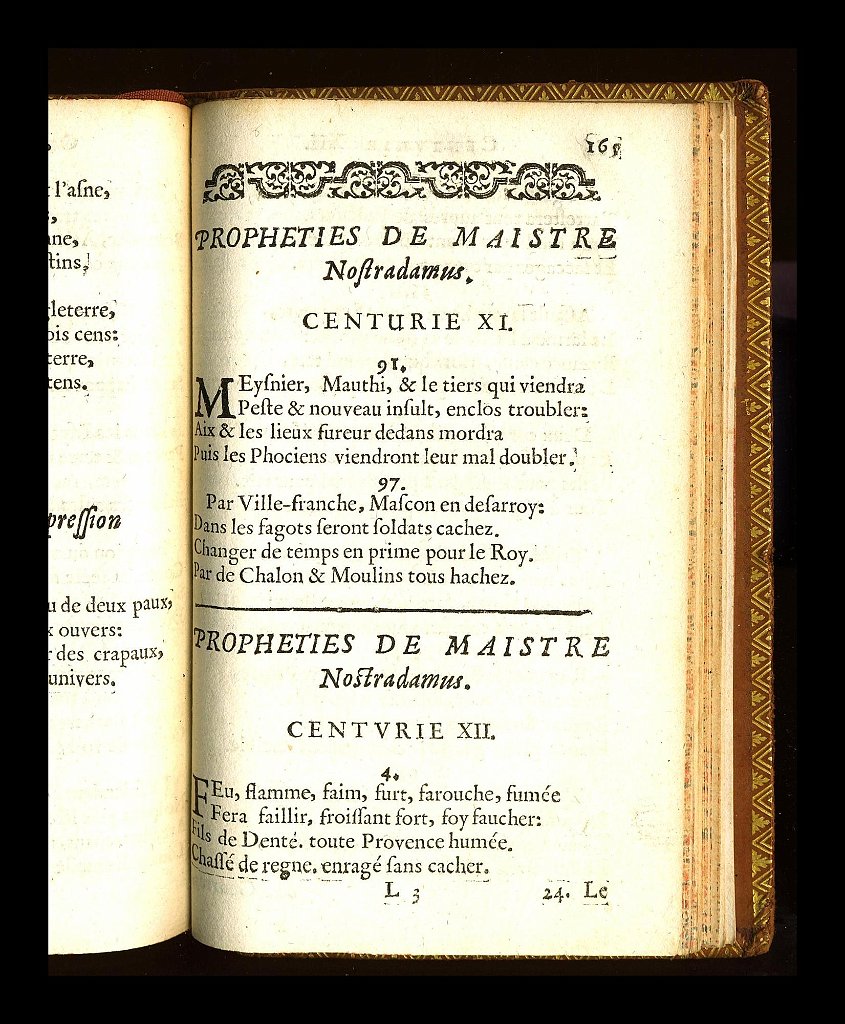 l'aſne,
ane,
ſtins,
gleterre,
ois cens:
terre,
tens.
preſſion
u de deux paux,
x ouvers:
des crapaux,
univers.
165
PROPHETIES DE MAISTRE
Noſtradamus.
CENTURIE XI.
91.
MEyſnier, Mauthi, & le tiers qui viendra
Peſte & nouveau inſult, enclos troubler:
Aix & les lieux fureur dedans mordra
Puis les Phociens viendront leur mal doubler.
97.
Par Ville-franche, Maſcon en deſarroy:
Dans les fagots ſeront ſoldats cachez.
Changer de temps en prime pour le Roy.
Par de Chalon & Moulins tous hachez.
PROPHETIES DE MAISTRE
Noſtradamus.
CENTVRIE XII.
4.
FEu, flamme, faim, furt, farouche, fumée
Fera faillir, froiſſant fort, foy faucher:
Fils de Denté. toute Provence humée.
Chaſſé de regne. enragé ſans cacher.
L 3
24. Le